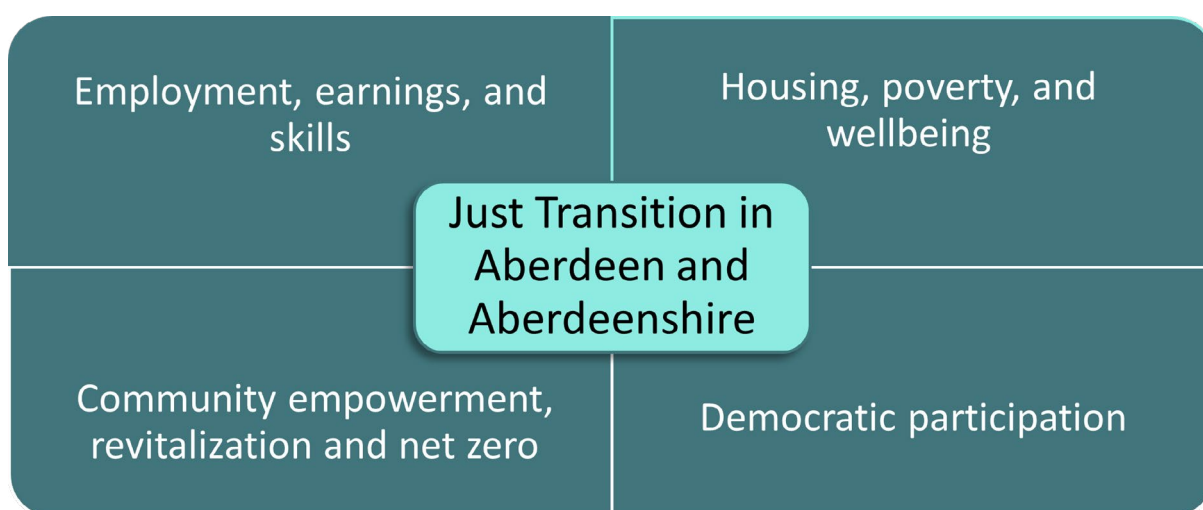 Employment, earnings, and
skills
Housing, poverty, and
wellbeing
Just Transition in
Aberdeen and
Aberdeenshire
Community empowerment,
revitalization and net zero
Democratic participation